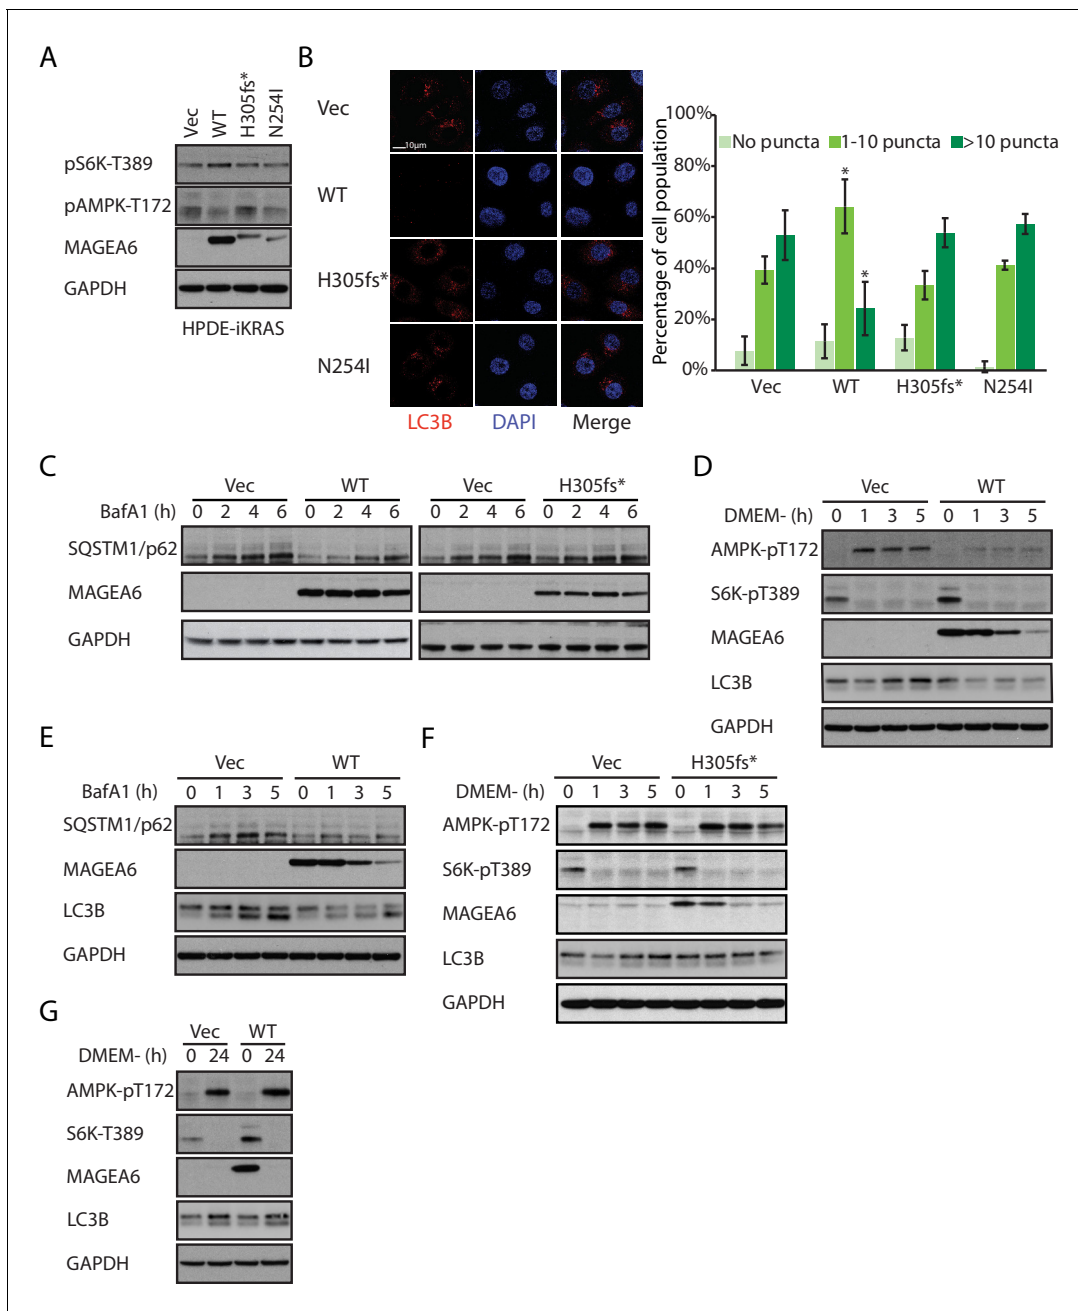 A
Vec
WT
H305fs*
N254I
pS6K-T389
pAMPK-T172
MAGEA6
GAPDH
HPDE-iKRAS
B
Vec
10μm
WT
H305fs*
N254I
LC3B DAPI Merge
Percentage of cell population
100%
80%
60%
40%
20%
0%
No puncta 1-10 puncta >10 puncta
*
*
Vec WT H305fs* N254I
C
Vec WT Vec H305fs*
BafA1 (h) 0 2 4 6 0 2 4 6 0 2 4 6 0 2 4 6
SQSTM1/p62
MAGEA6
GAPDH
D
Vec WT
DMEM- (h) 0 1 3 5 0 1 3 5
AMPK-pT172
S6K-pT389
MAGEA6
LC3B
GAPDH
E
Vec WT
BafA1 (h) 0 1 3 5 0 1 3 5
SQSTM1/p62
MAGEA6
LC3B
GAPDH
F
Vec H305fs*
DMEM- (h) 0 1 3 5 0 1 3 5
AMPK-pT172
S6K-pT389
MAGEA6
LC3B
GAPDH
G
Vec WT
DMEM- (h) 0 24 0 24
AMPK-pT172
S6K-T389
MAGEA6
LC3B
GAPDH